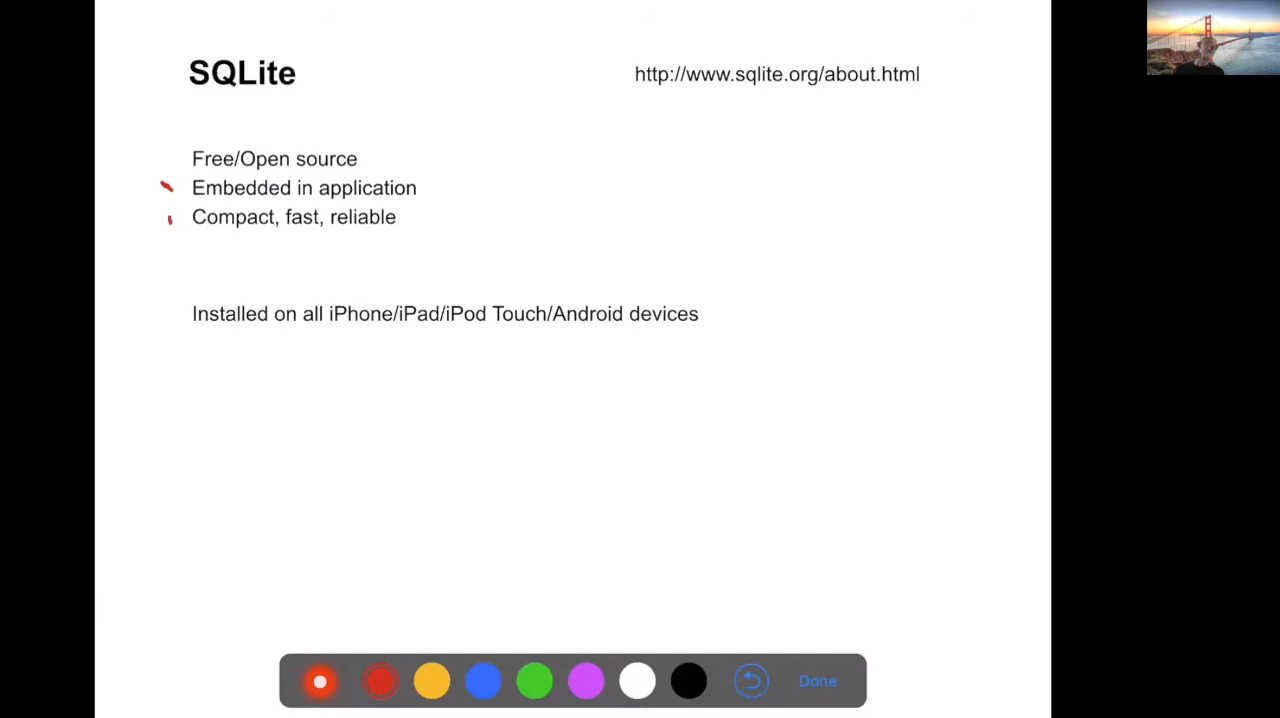 SQLite
http://www.sqlite.org/about.html
Free/Open source
Embedded in application
Compact, fast, reliable
Installed on all iPhone/iPad/iPod Touch/Android devices
Done